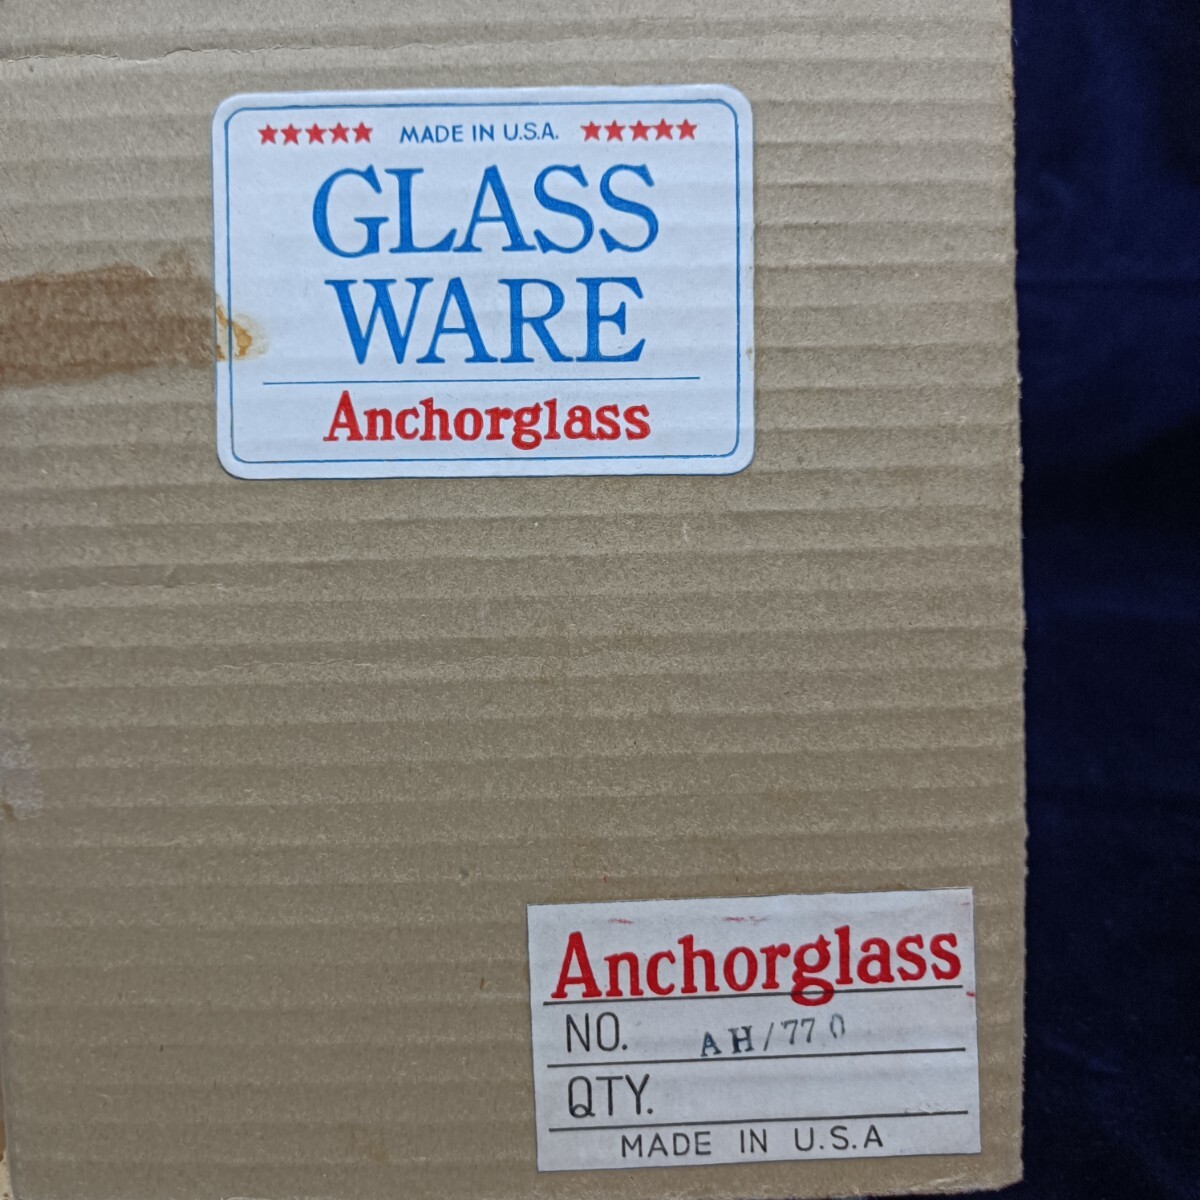 ★★★★★ MADE IN U.S.A. ★★★★★
GLASS
WARE
Anchorglass
Anchorglass
NO. AH/770
QTY.
MADE IN U.S.A